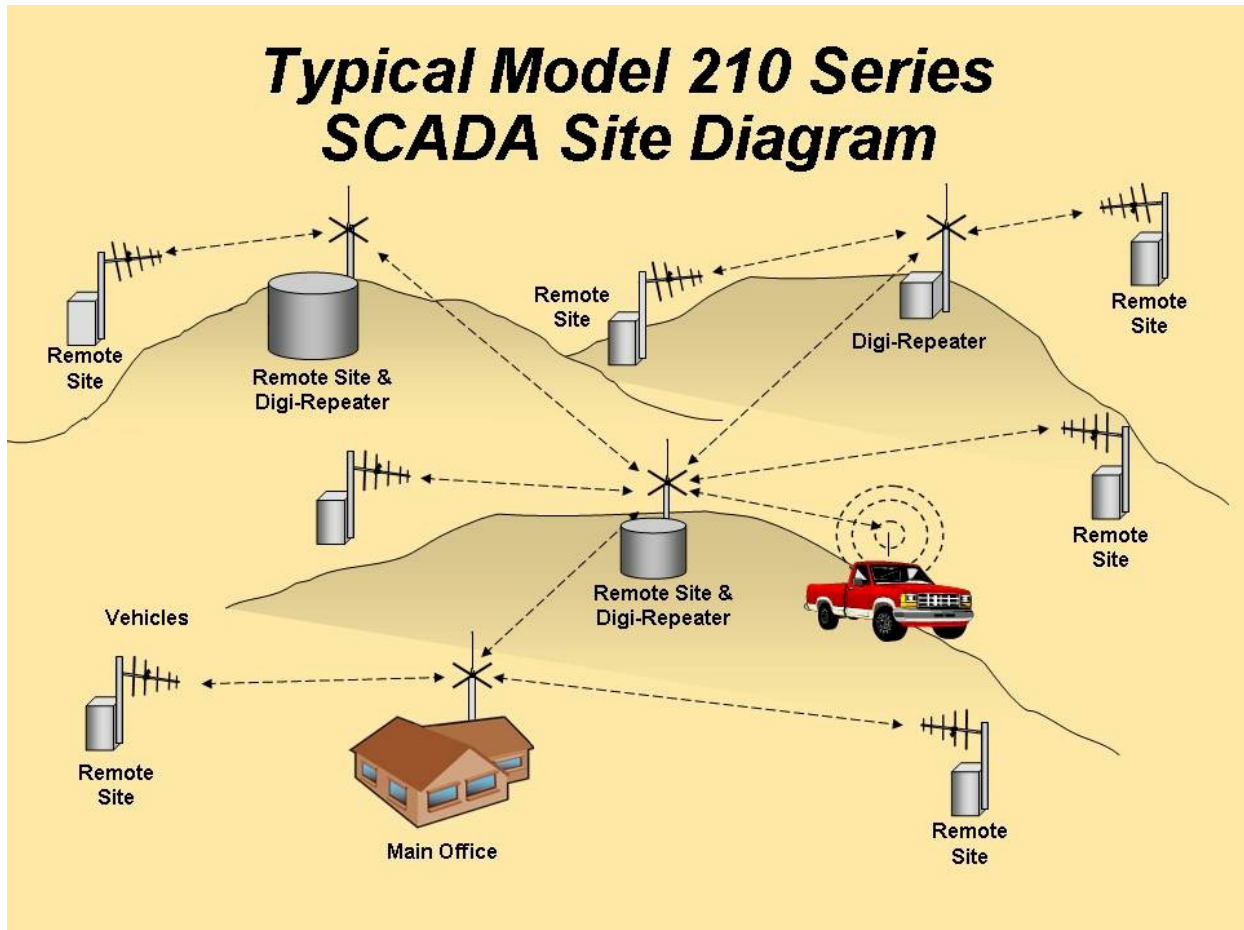 Typical Model 210 Series
SCADA Site Diagram
Remote
Site
Remote Site &
Digi-Repeater
Remote
Site
Digi-Repeater
Remote
Site
Remote Site &
Digi-Repeater
Remote
Site
Vehicles
Remote
Site
Main Office
Remote
Site